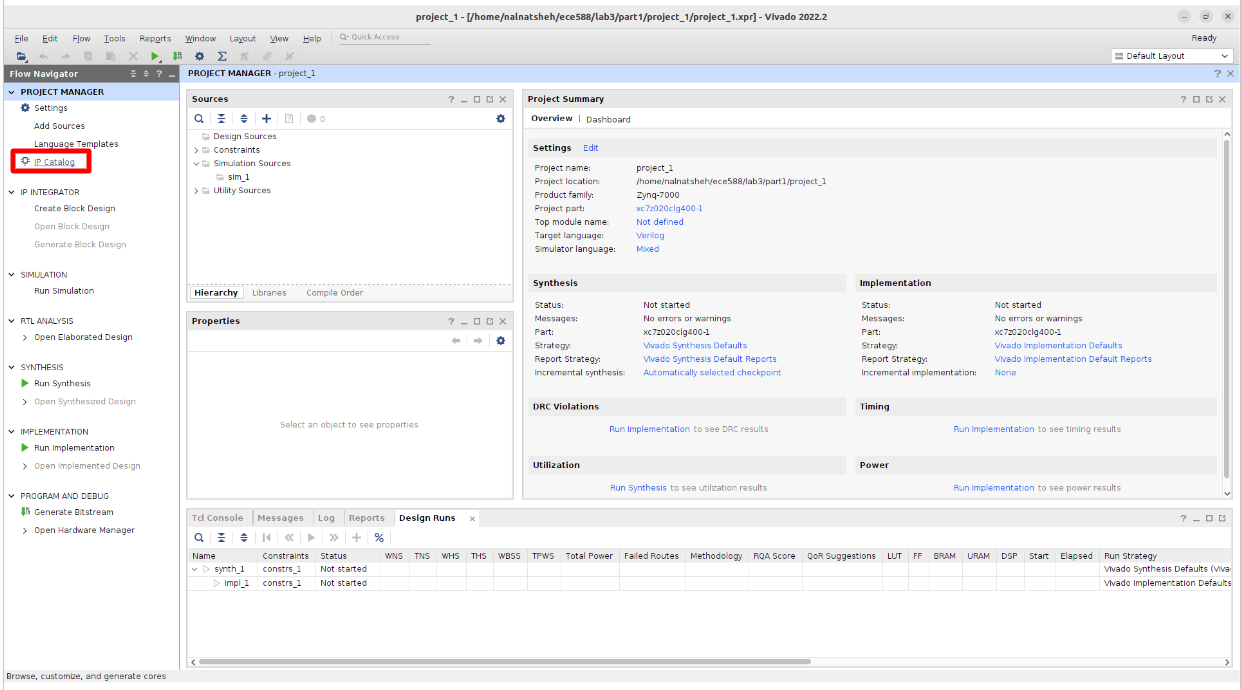 project_1 - [/home/nalnatsheh/ece588/lab3/part1/project_1/project_1.xpr] - Vivado 2022.2
File Edit Flow Tools Reports Window Layout View Help Quick Access Ready
Default Layout
Flow Navigator
PROJECT MANAGER
Settings
Add Sources
Language Templates
IP Catalog
IP INTEGRATOR
Create Block Design
Open Block Design
Generate Block Design
SIMULATION
Run Simulation
RTL ANALYSIS
Open Elaborated Design
SYNTHESIS
Run Synthesis
Open Synthesized Design
IMPLEMENTATION
Run Implementation
Open Implemented Design
PROGRAM AND DEBUG
Generate Bitstream
Open Hardware Manager
PROJECT MANAGER - project_1
Sources
0
Design Sources
Constraints
Simulation Sources
sim_1
Utility Sources
Hierarchy Libraries Compile Order
Properties
Select an object to see properties
Project Summary
Overview | Dashboard
Settings Edit
Project name: project_1
Project location: /home/nalnatsheh/ece588/lab3/part1/project_1
Product family: Zynq-7000
Project part: xc7z020clg400-1
Top module name: Not defined
Target language: Verilog
Simulator language: Mixed
Synthesis
Status: Not started
Messages: No errors or warnings
Part: xc7z020clg400-1
Strategy: Vivado Synthesis Defaults
Report Strategy: Vivado Synthesis Default Reports
Incremental synthesis: Automatically selected checkpoint
Implementation
Status: Not started
Messages: No errors or warnings
Part: xc7z020clg400-1
Strategy: Vivado Implementation Defaults
Report Strategy: Vivado Implementation Default Reports
Incremental implementation: None
DRC Violations
Run Implementation to see DRC results
Timing
Run Implementation to see timing results
Utilization
Run Synthesis to see utilization results
Power
Run Implementation to see power results
Tcl Console Messages Log Reports Design Runs
Name Constraints Status WNS TNS WHS THS WBSS TPWS Total Power Failed Routes Methodology RQA Score QoR Suggestions LUT FF BRAM URAM DSP Start Elapsed Run Strategy
synth_1 constrs_1 Not started Vivado Synthesis Defaults (Viva
impl_1 constrs_1 Not started Vivado Implementation Defaults
Browse, customize, and generate cores